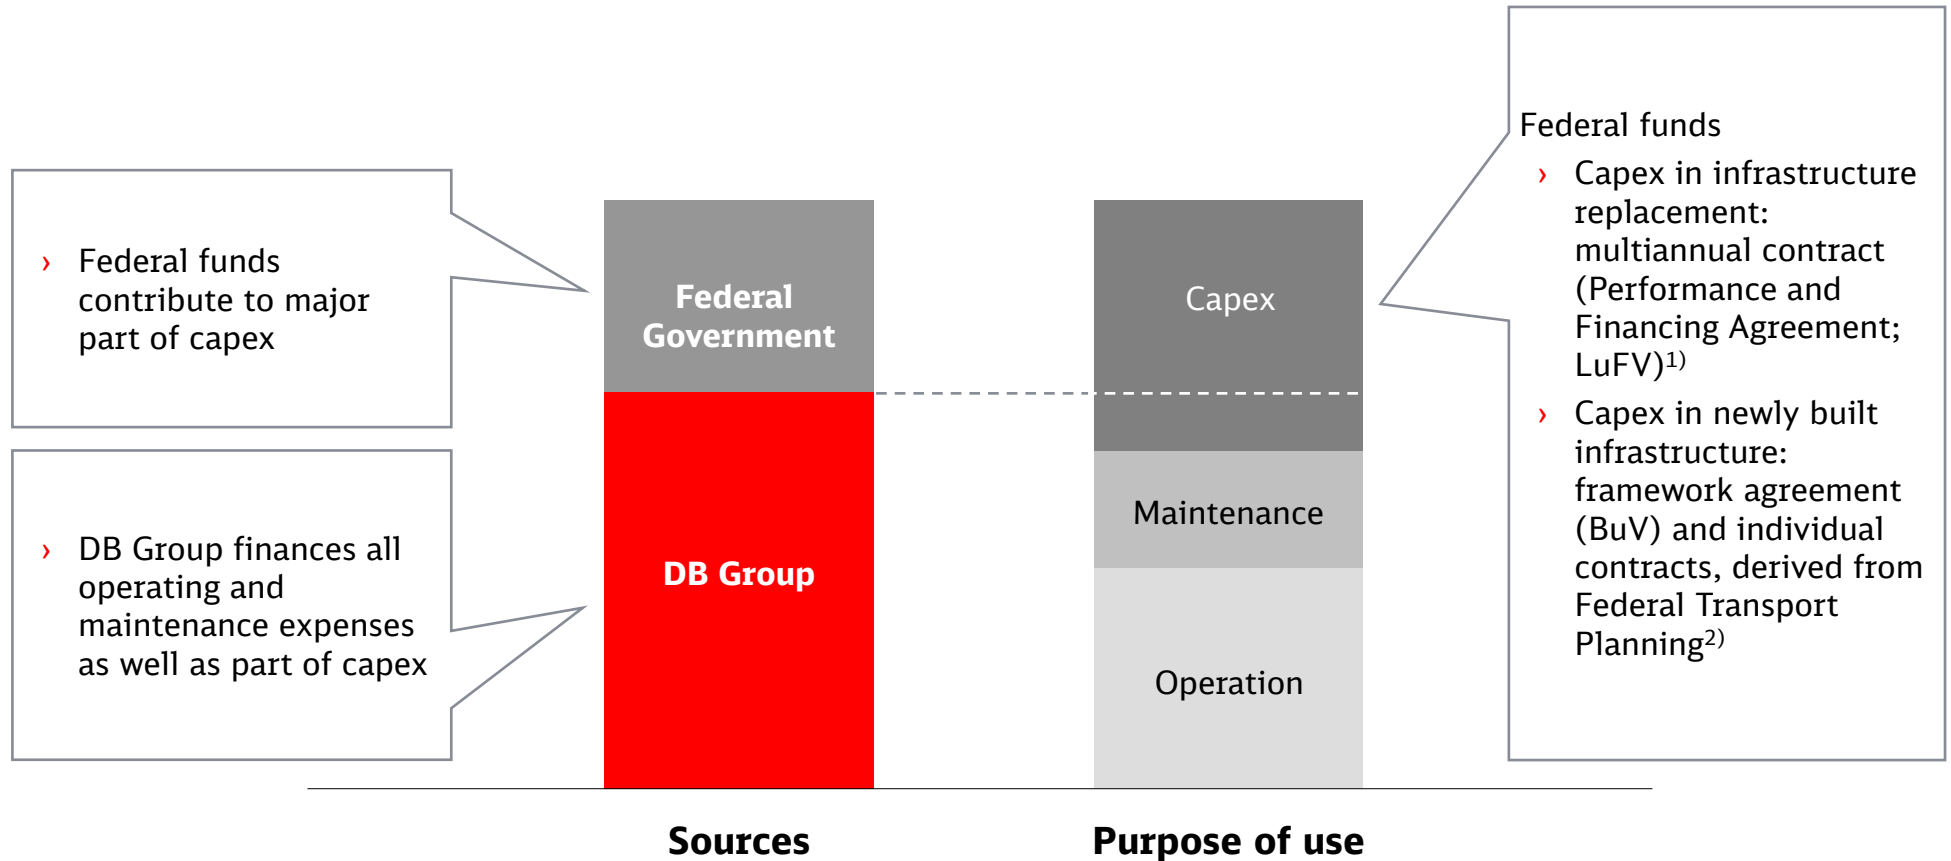 › Federal funds
contribute to major
part of capex
› DB Group finances all
operating and
maintenance expenses
as well as part of capex
Federal
Government
DB Group
Sources
Capex
Maintenance
Operation
Purpose of use
Federal funds
› Capex in infrastructure
replacement:
multiannual contract
(Performance and
Financing Agreement;
LuFV)1)
› Capex in newly built
infrastructure:
framework agreement
(BuV) and individual
contracts, derived from
Federal Transport
Planning2)